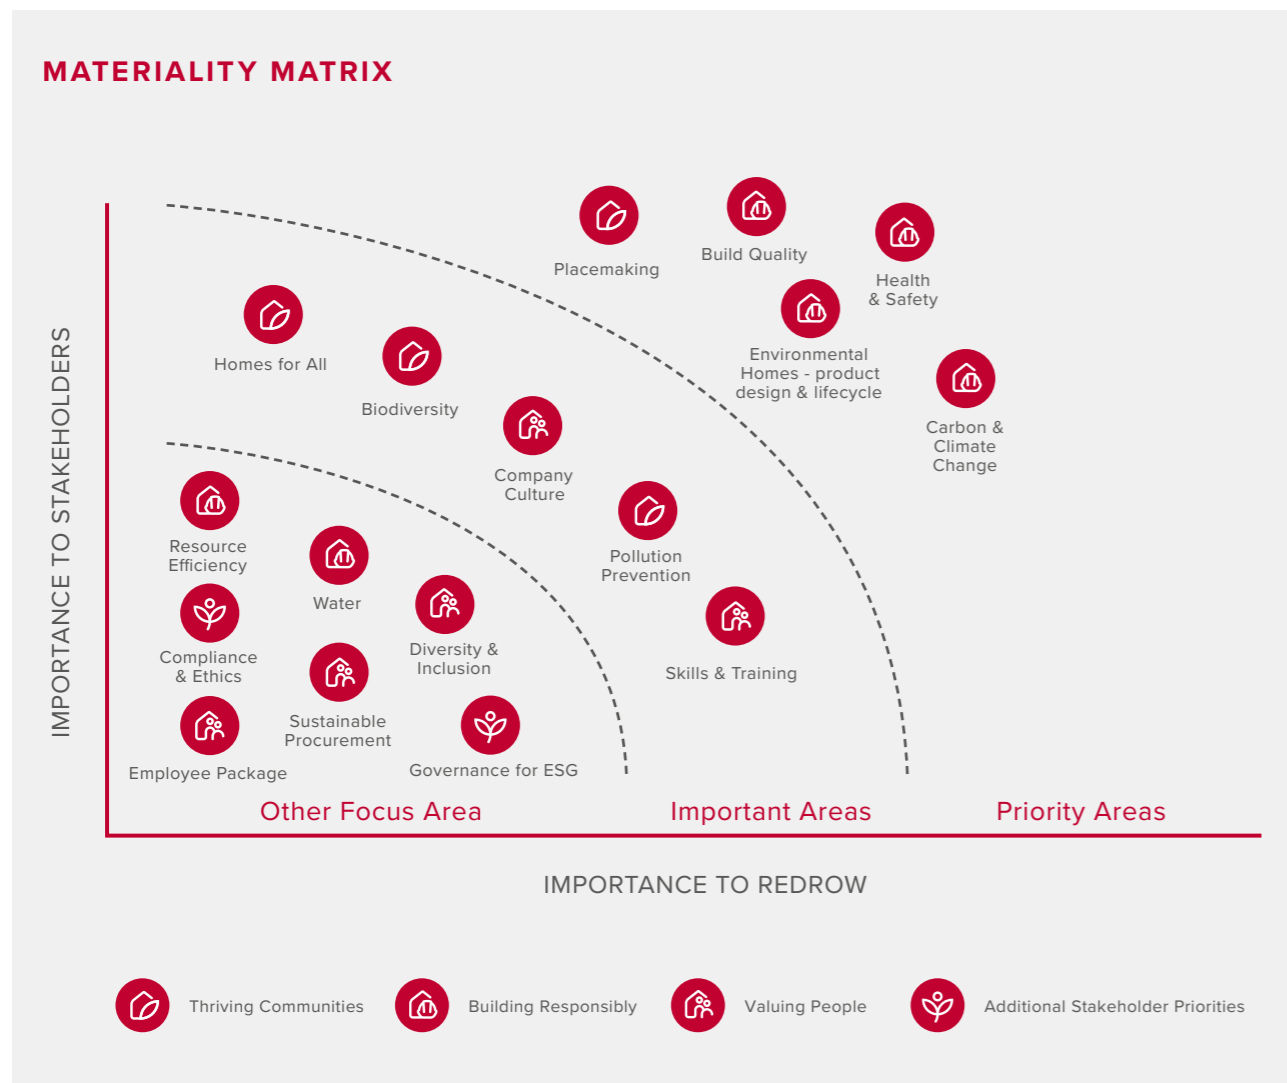 MATERIALITY MATRIX
IMPORTANCE TO STAKEHOLDERS
Placemaking
Build Quality
Health
& Safety
Environmental
Homes - product
design & lifecycle
Carbon &
Climate
Change
Homes for All
Biodiversity
Company
Culture
Pollution
Prevention
Skills & Training
Resource
Efficiency
Water
Diversity &
Inclusion
Compliance
& Ethics
Sustainable
Procurement
Employee Package
Governance for ESG
Other Focus Area
Important Areas
Priority Areas
IMPORTANCE TO REDROW
Thriving Communities
Building Responsibly
Valuing People
Additional Stakeholder Priorities